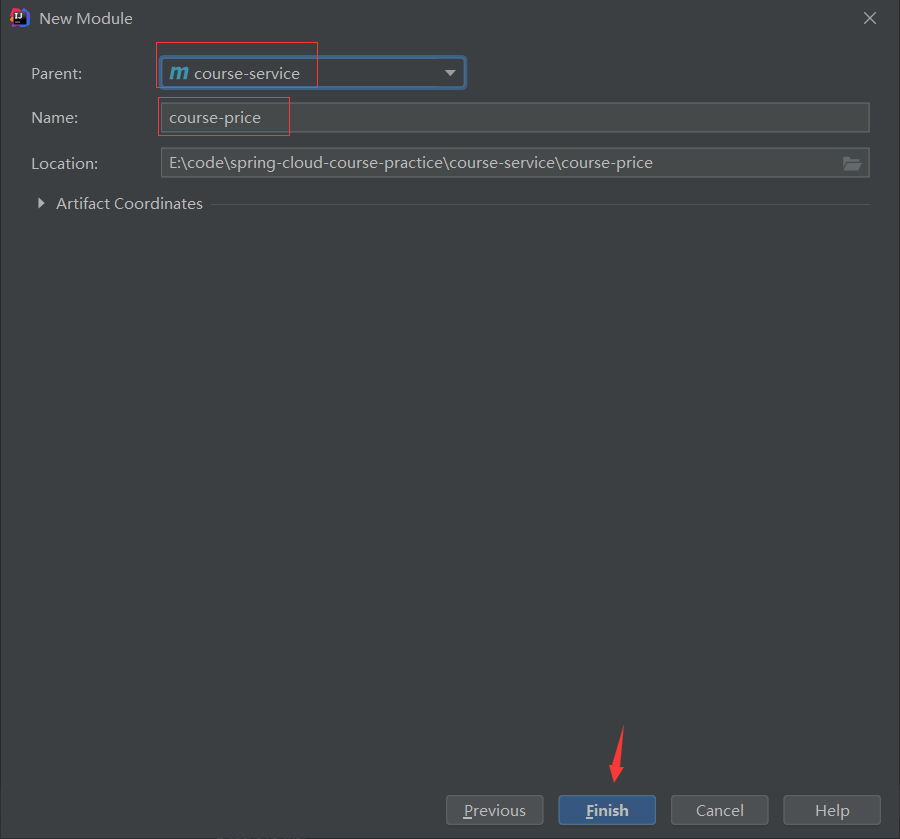 New Module
Parent: course-service
Name: course-price
Location: E:\code\spring-cloud-course-practice\course-service\course-price
Artifact Coordinates
Previous Finish Cancel Help